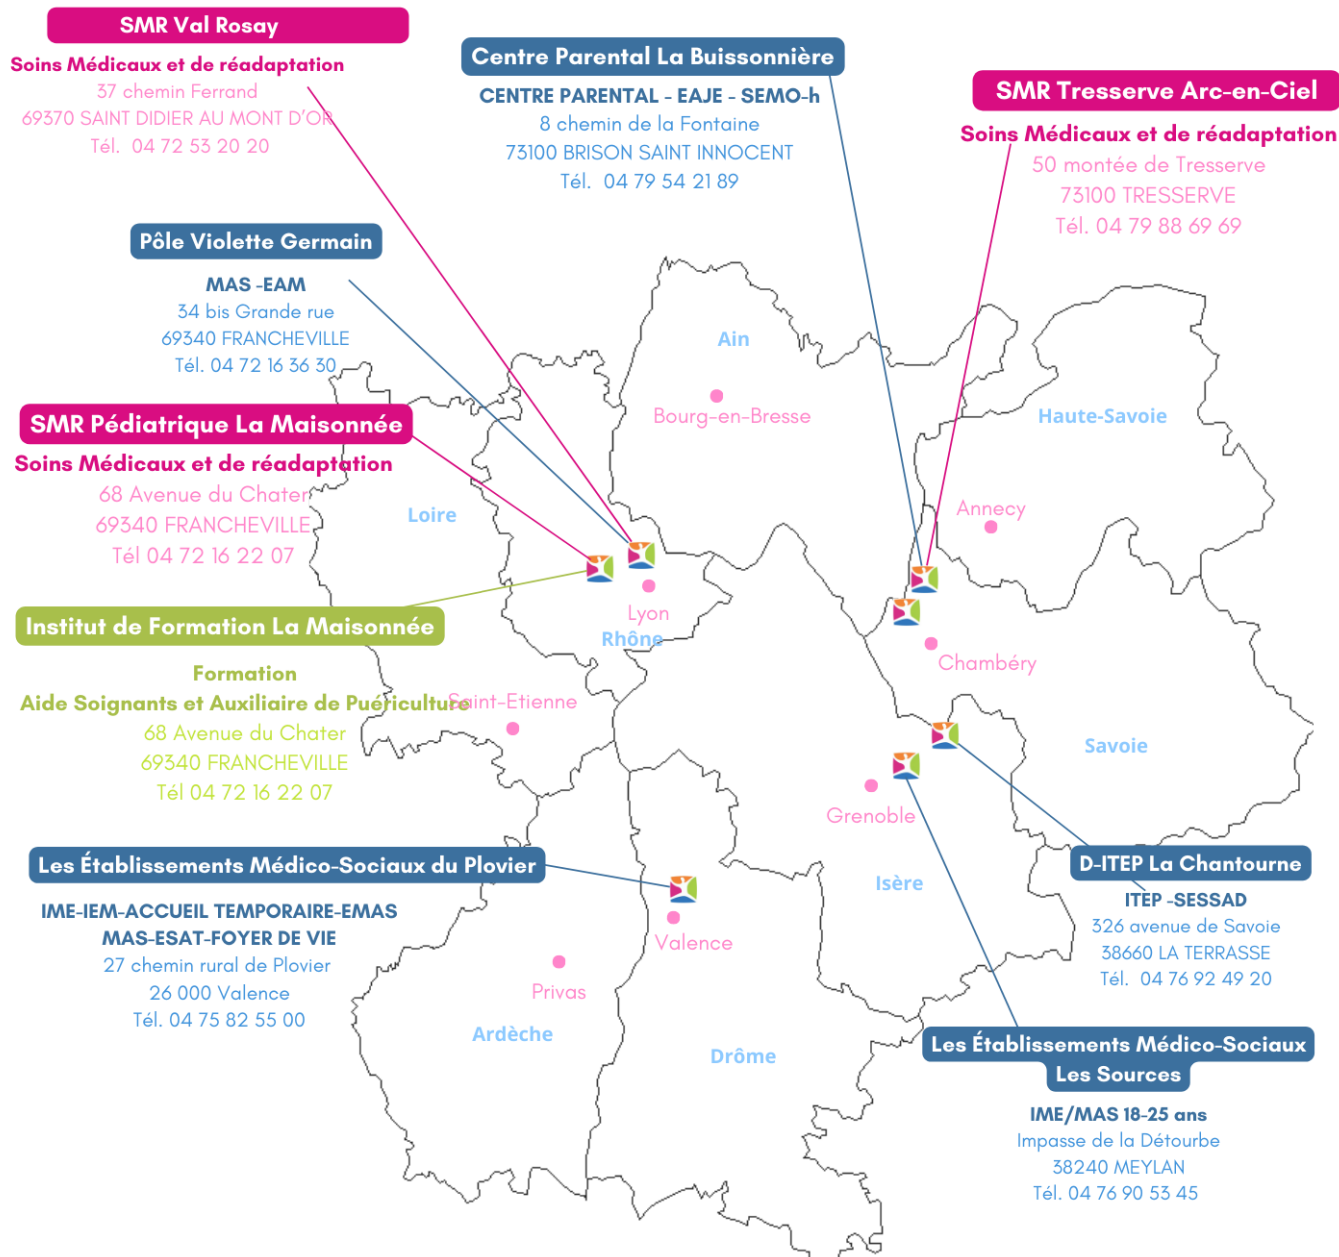 SMR Val Rosay
Soins Médicaux et de réadaptation
37 chemin Ferrand
69370 SAINT DIDIER AU MONT D'OR
Tél. 04 72 53 20 20
Centre Parental La Buissonnière
CENTRE PARENTAL - EAJE - SEMO-h
8 chemin de la Fontaine
73100 BRISON SAINT INNOCENT
Tél. 04 79 54 21 89
SMR Tresserve Arc-en-Ciel
Soins Médicaux et de réadaptation
50 montée de Tresserve
73100 TRESSERVE
Tél. 04 79 88 69 69
Pôle Violette Germain
MAS -EAM
34 bis Grande rue
69340 FRANCHEVILLE
Tél. 04 72 16 36 30
SMR Pédiatrique La Maisonnée
Soins Médicaux et de réadaptation
68 Avenue du Chater
69340 FRANCHEVILLE
Tél 04 72 16 22 07
Institut de Formation La Maisonnée
Formation
Aide Soignants et Auxiliaire de Puériculture
68 Avenue du Chater
69340 FRANCHEVILLE
Tél 04 72 16 22 07
Les Établissements Médico-Sociaux du Plovier
IME-IEM-ACCUEIL TEMPORAIRE-EMAS
MAS-ESAT-FOYER DE VIE
27 chemin rural de Plovier
26 000 Valence
Tél. 04 75 82 55 00
Ain
Bourg-en-Bresse
Haute-Savoie
Annecy
Loire
Lyon
Rhône
Chambéry
Saint-Etienne
Savoie
Grenoble
Isère
Valence
Privas
Ardèche
Drôme
D-ITEP La Chantourne
ITEP -SESSAD
326 avenue de Savoie
38660 LA TERRASSE
Tél. 04 76 92 49 20
Les Établissements Médico-Sociaux
Les Sources
IME/MAS 18-25 ans
Impasse de la Détourbe
38240 MEYLAN
Tél. 04 76 90 53 45